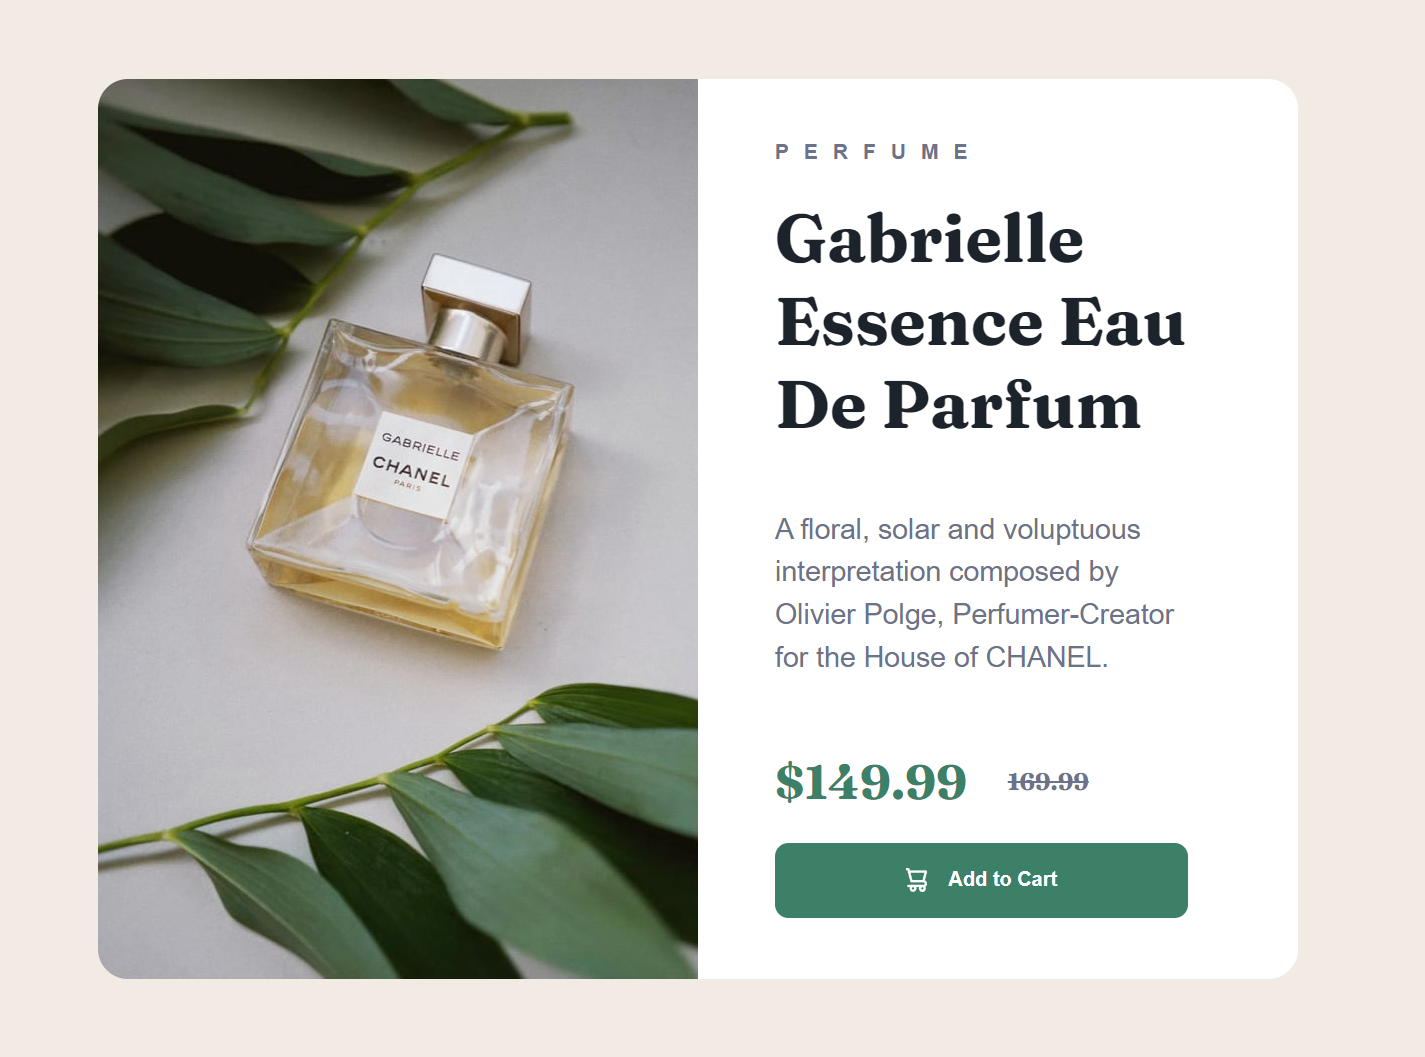 GABRIELLE
CHANEL
PARIS
PERFUME
Gabrielle
Essence Eau
De Parfum
A floral, solar and voluptuous
interpretation composed by
Olivier Polge, Perfumer-Creator
for the House of CHANEL.
$149.99 169.99
Add to Cart